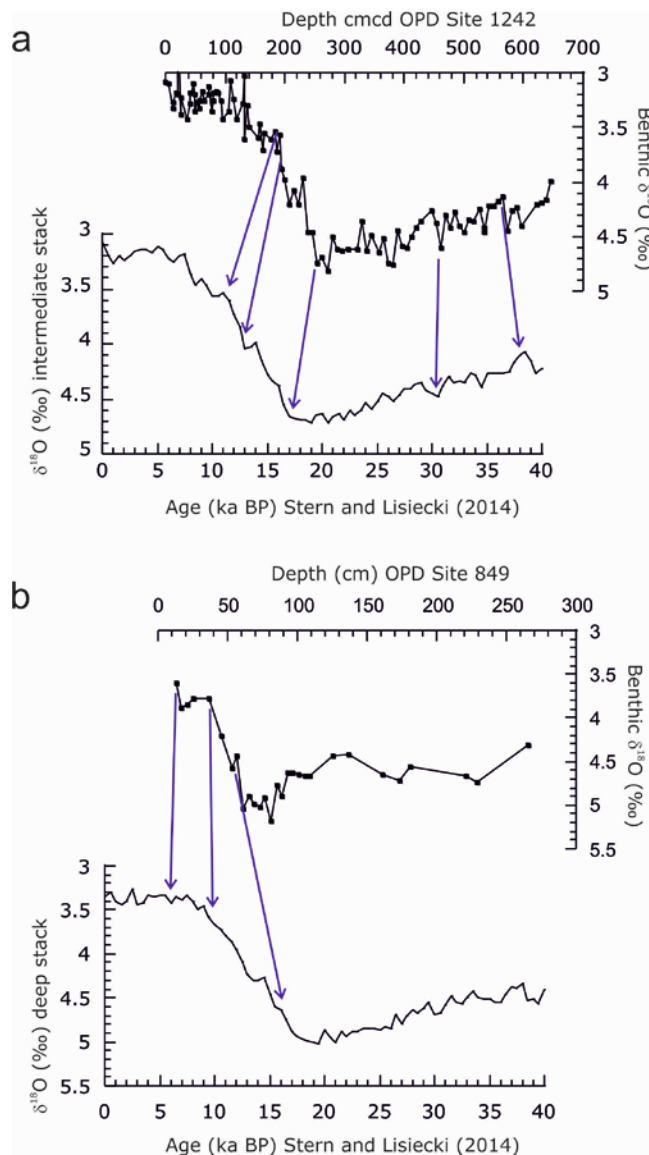 a
Depth cmcd OPD Site 1242
0 100 200 300 400 500 600 700
3
3.5
4
4.5
5
Benthic δ¹⁸O (‰)
3
3.5
4
4.5
5
δ¹⁸O (‰) intermediate stack
0 5 10 15 20 25 30 35 40
Age (ka BP) Stern and Lisiecki (2014)
b
Depth (cm) OPD Site 849
0 50 100 150 200 250 300
3
3.5
4
4.5
5
5.5
Benthic δ¹⁸O (‰)
3
3.5
4
4.5
5
5.5
δ¹⁸O (‰) deep stack
0 5 10 15 20 25 30 35 40
Age (ka BP) Stern and Lisiecki (2014)